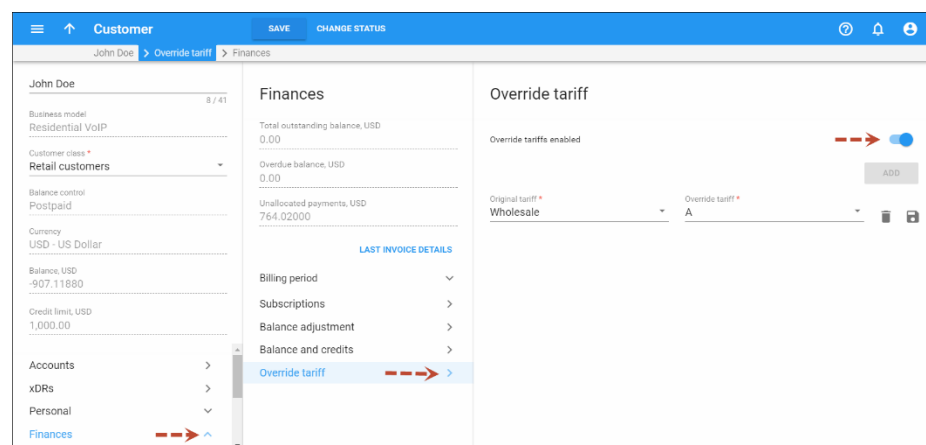 Customer
SAVE
CHANGE STATUS
John Doe > Override tariff > Finances
John Doe
8 / 41
Business model
Residential VoIP
Customer class *
Retail customers
Balance control
Postpaid
Currency
USD - US Dollar
Balance, USD
-907.11880
Credit limit, USD
1,000.00
Accounts
xDRs
Personal
Finances
Finances
Total outstanding balance, USD
0.00
Overdue balance, USD
0.00
Unallocated payments, USD
764.02000
LAST INVOICE DETAILS
Billing period
Subscriptions
Balance adjustment
Balance and credits
Override tariff
Override tariff
Override tariffs enabled
ADD
Original tariff *
Wholesale
Override tariff *
A